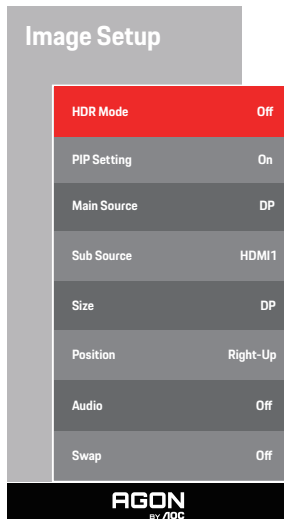 Image Setup
HDR Mode Off
PIP Setting On
Main Source DP
Sub Source HDMI1
Size DP
Position Right-Up
Audio Off
Swap Off
AGON
BY AOC